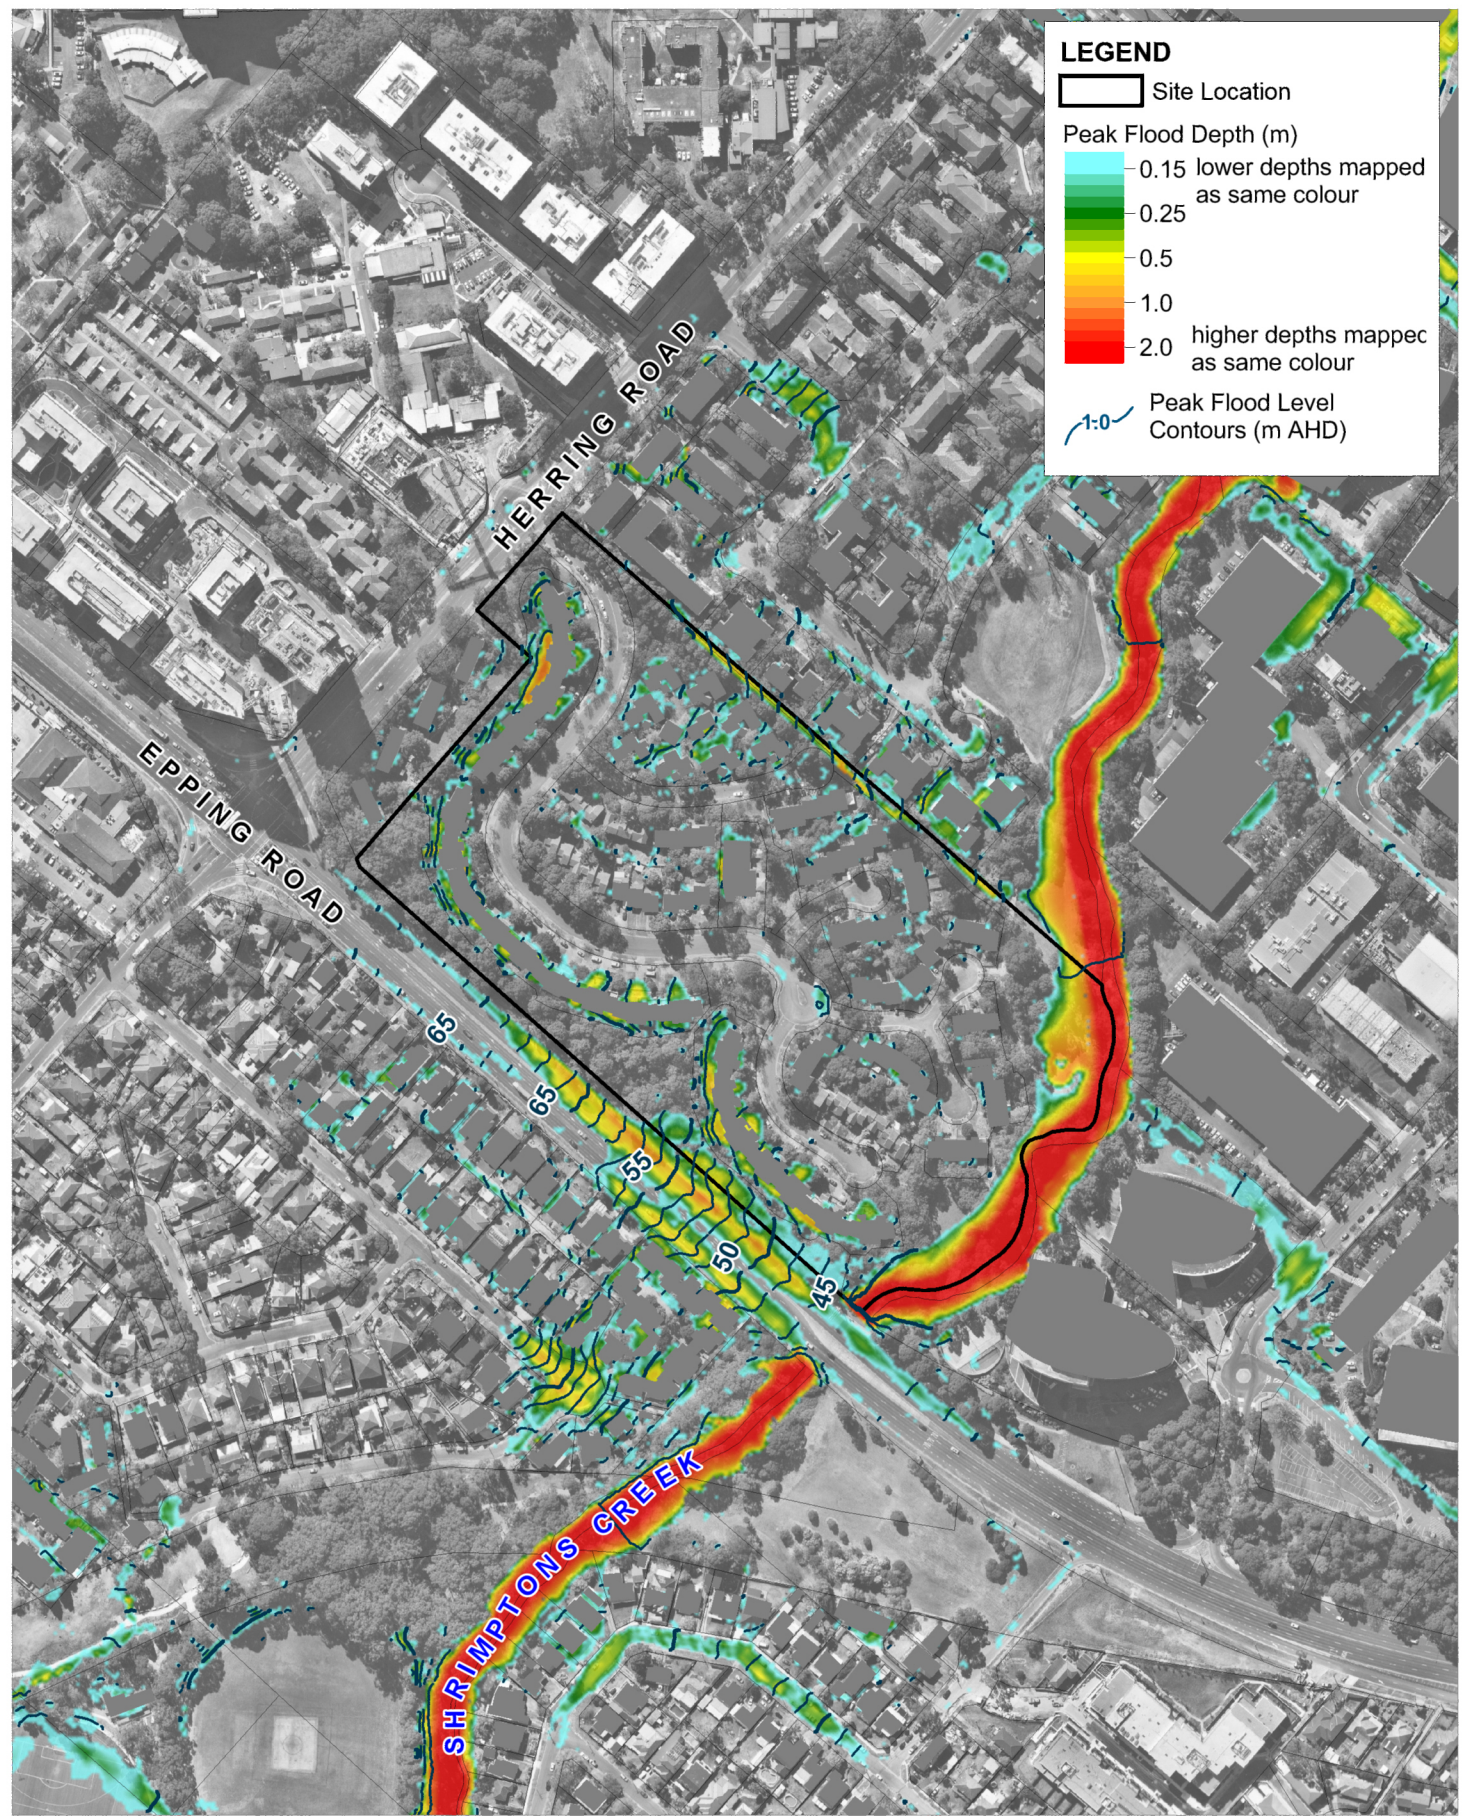 LEGEND
Site Location
Peak Flood Depth (m)
0.15 lower depths mapped
as same colour
0.25
0.5
1.0
higher depths mapped
2.0
as same colour
1.0
Peak Flood Level
Contours (m AHD)
HERRING ROAD
EPPING ROAD
65
65
55
50
45
SHRIMPTONS CREEK